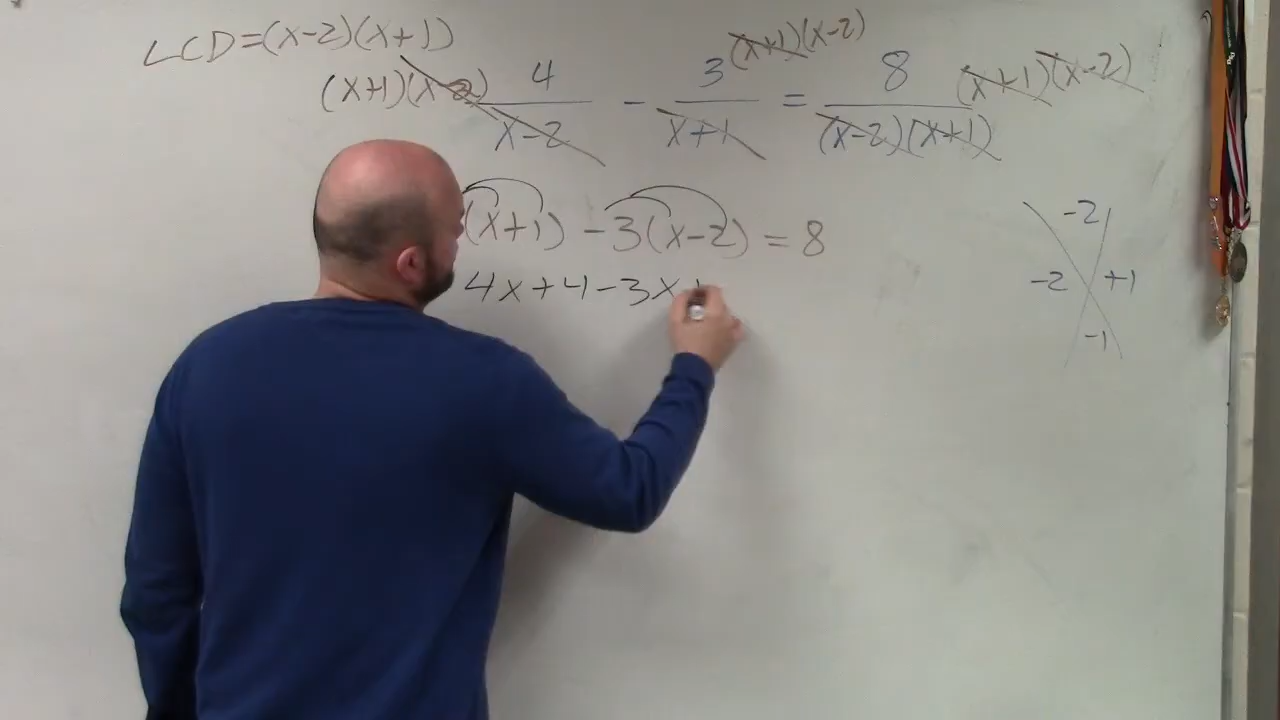 LCD=(x-2)(x+1)
(x+1)(x-2) 4/(x-2) - 3/(x+1) (x+1)(x-2) = 8/((x-2)(x+1)) (x+1)(x-2)
(x+1) -3(x-2) = 8
4x+4-3x+
-2
-2 +1
-1